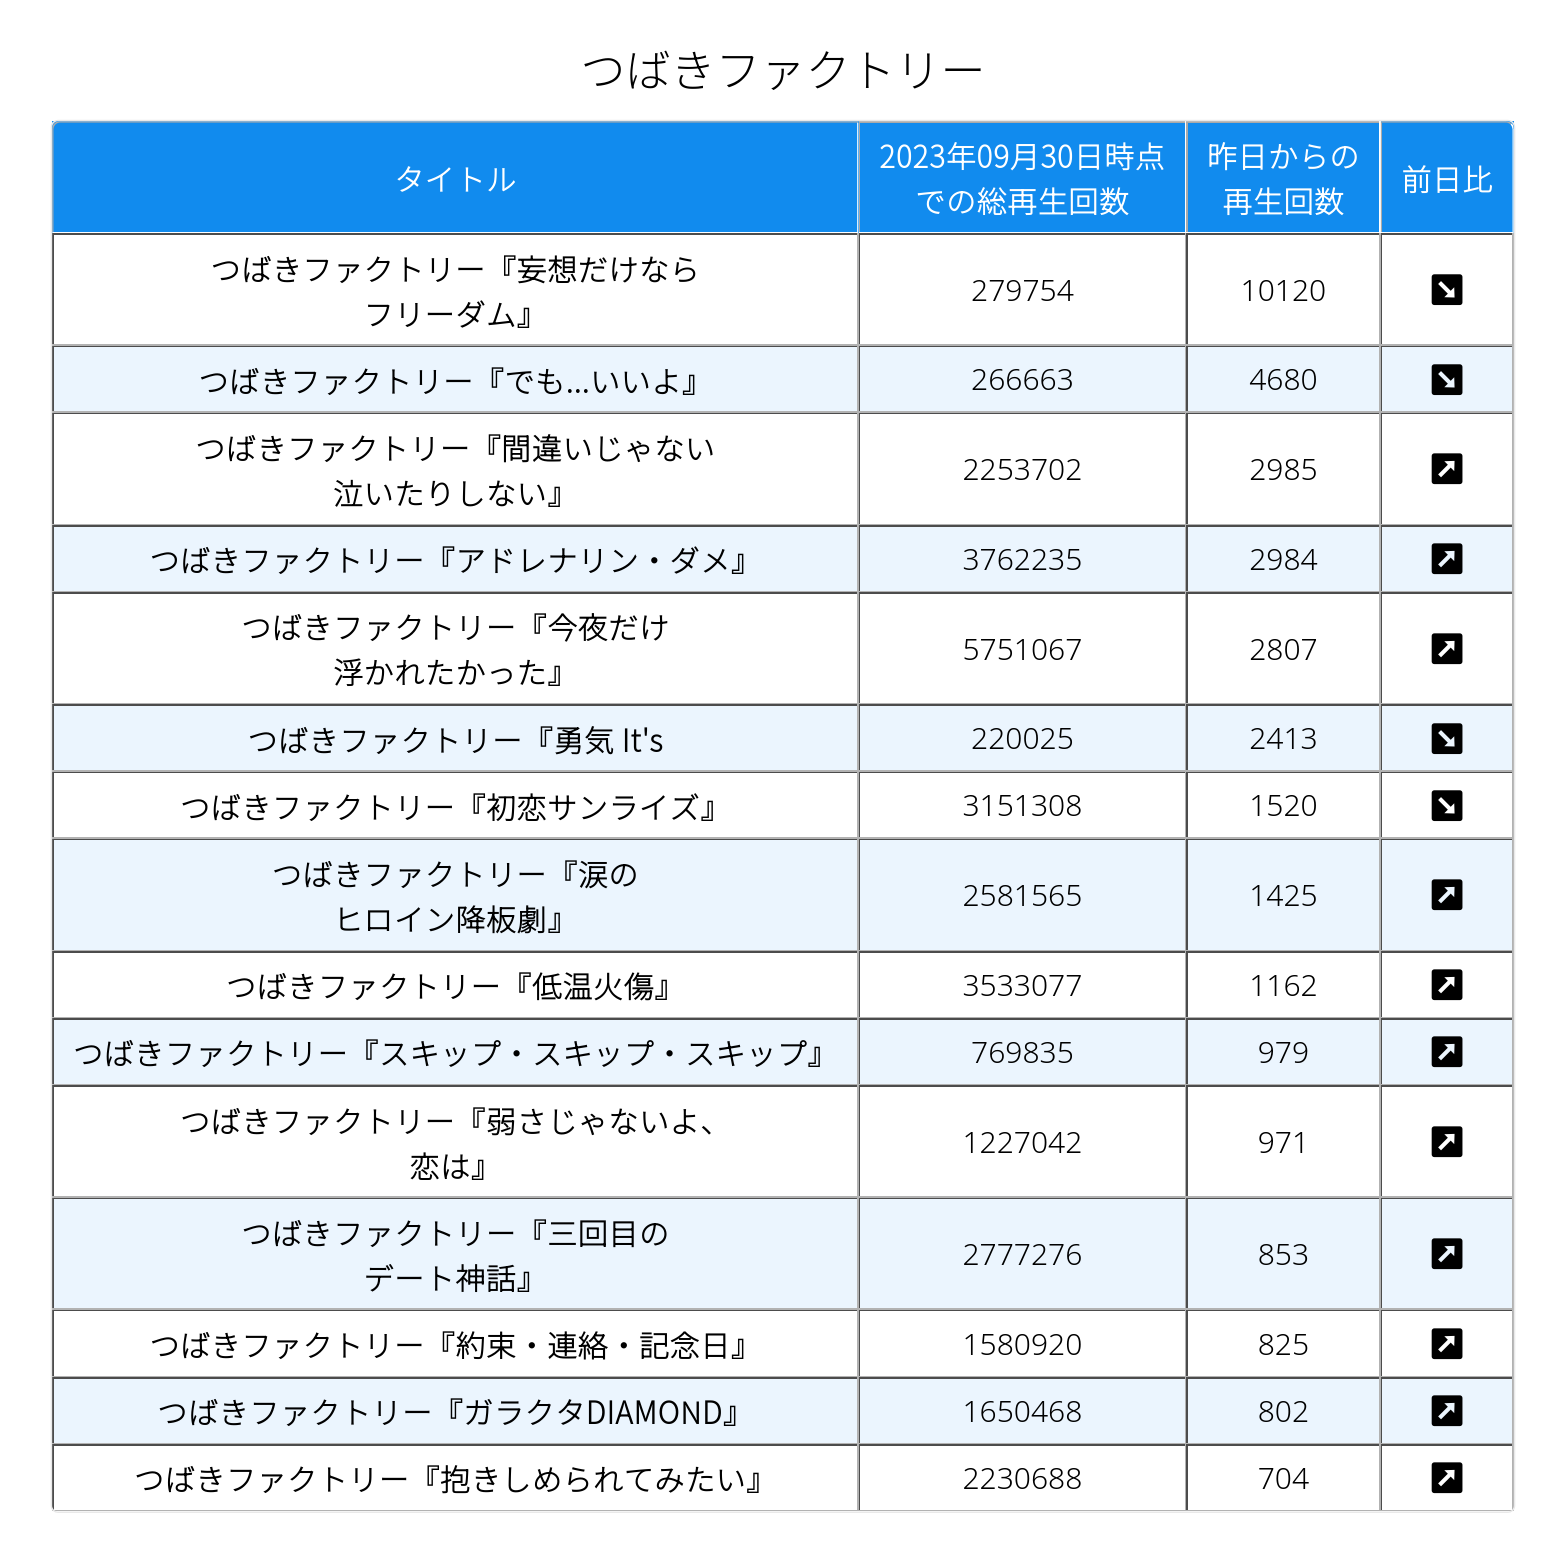 つばきファクトリー
タイトル
2023年09月30日時点
での総再生回数
昨日からの
再生回数
前日比
つばきファクトリー『妄想だけなら
フリーダム』
279754
10120
つばきファクトリー『でも...いいよ』
266663
4680
つばきファクトリー『間違いじゃない
泣いたりしない』
2253702
2985
つばきファクトリー『アドレナリン・ダメ』
3762235
2984
つばきファクトリー『今夜だけ
浮かれたかった』
5751067
2807
つばきファクトリー『勇気 It's
220025
2413
つばきファクトリー『初恋サンライズ』
3151308
1520
つばきファクトリー『涙の
ヒロイン降板劇』
2581565
1425
つばきファクトリー『低温火傷』
3533077
1162
つばきファクトリー『スキップ・スキップ・スキップ』
769835
979
つばきファクトリー『弱さじゃないよ、
恋は』
1227042
971
つばきファクトリー『三回目の
デート神話』
2777276
853
つばきファクトリー『約束・連絡・記念日』
1580920
825
つばきファクトリー『ガラクタDIAMOND』
1650468
802
つばきファクトリー『抱きしめられてみたい』
2230688
704